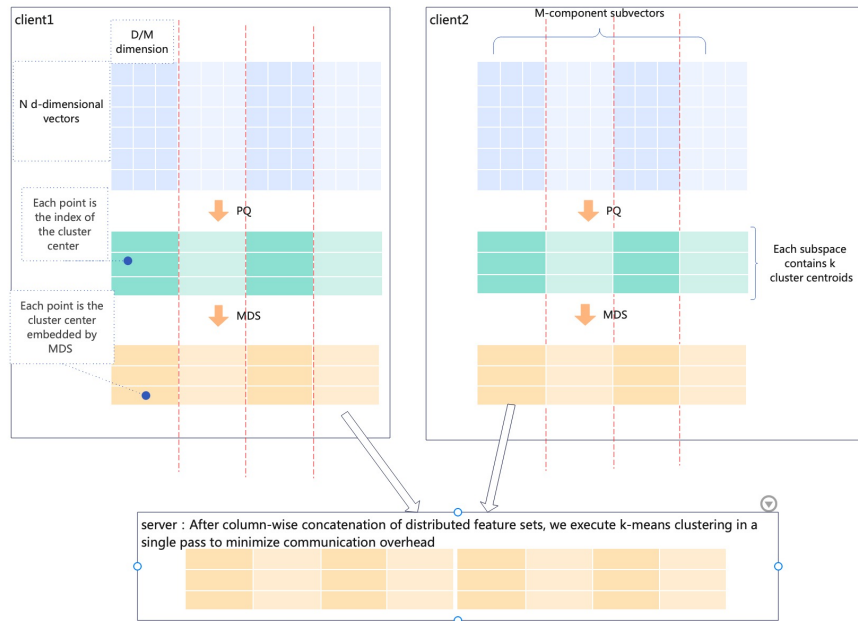 client1
D/M
dimension
N d-dimensional
vectors
Each point is
the index of
the cluster
center
PQ
Each point is the
cluster center
embedded by
MDS
MDS
client2
M-component subvectors
PQ
Each subspace
contains k
cluster centroids
MDS
server：After column-wise concatenation of distributed feature sets, we execute k-means clustering in a
single pass to minimize communication overhead